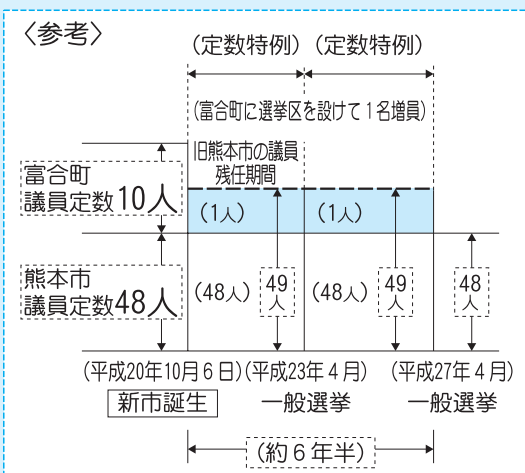 〈参考〉
(定数特例)(定数特例)
(富合町に選挙区を設けて1名増員)
旧熊本市の議員
残任期間
富合町
議員定数10人
(1人)
(1人)
熊本市
議員定数48人
(48人)
49
人
(48人)
49
人
48
人
(平成20年10月6日)(平成23年4月)
(平成27年4月)
新市誕生
一般選挙
一般選挙
(約6年半)